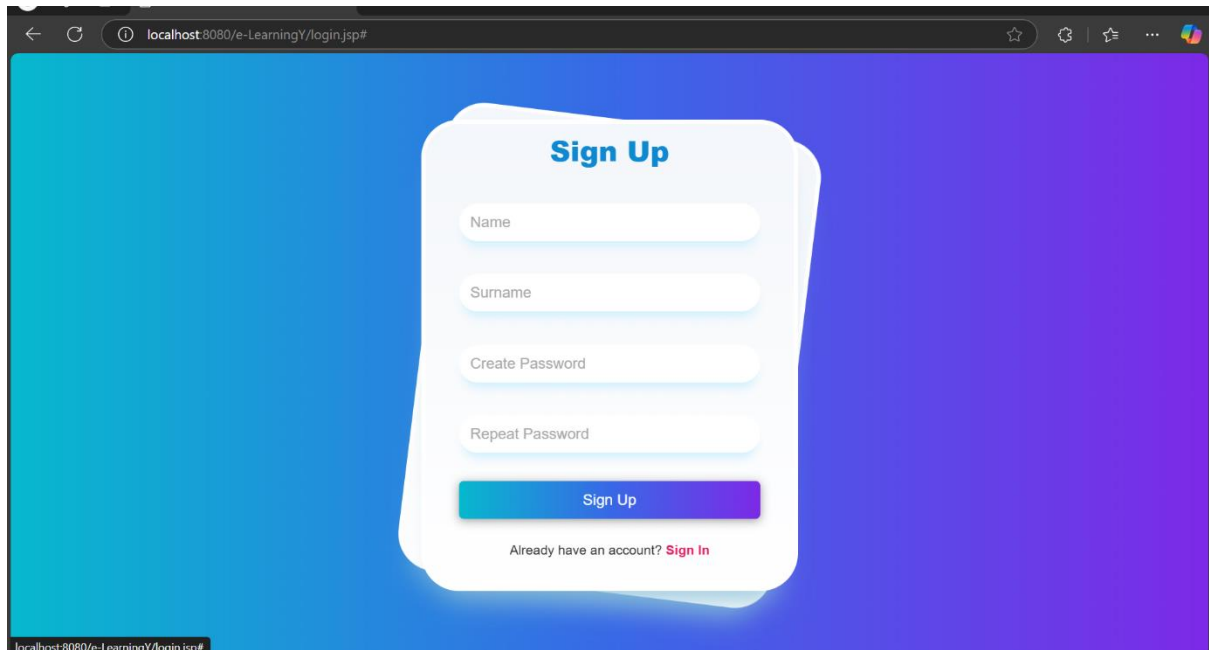 localhost:8080/e-LearningY/login.jsp#
Sign Up
Name
Surname
Create Password
Repeat Password
Sign Up
Already have an account? Sign In
localhost:8080/e-LearningY/login.jsp#